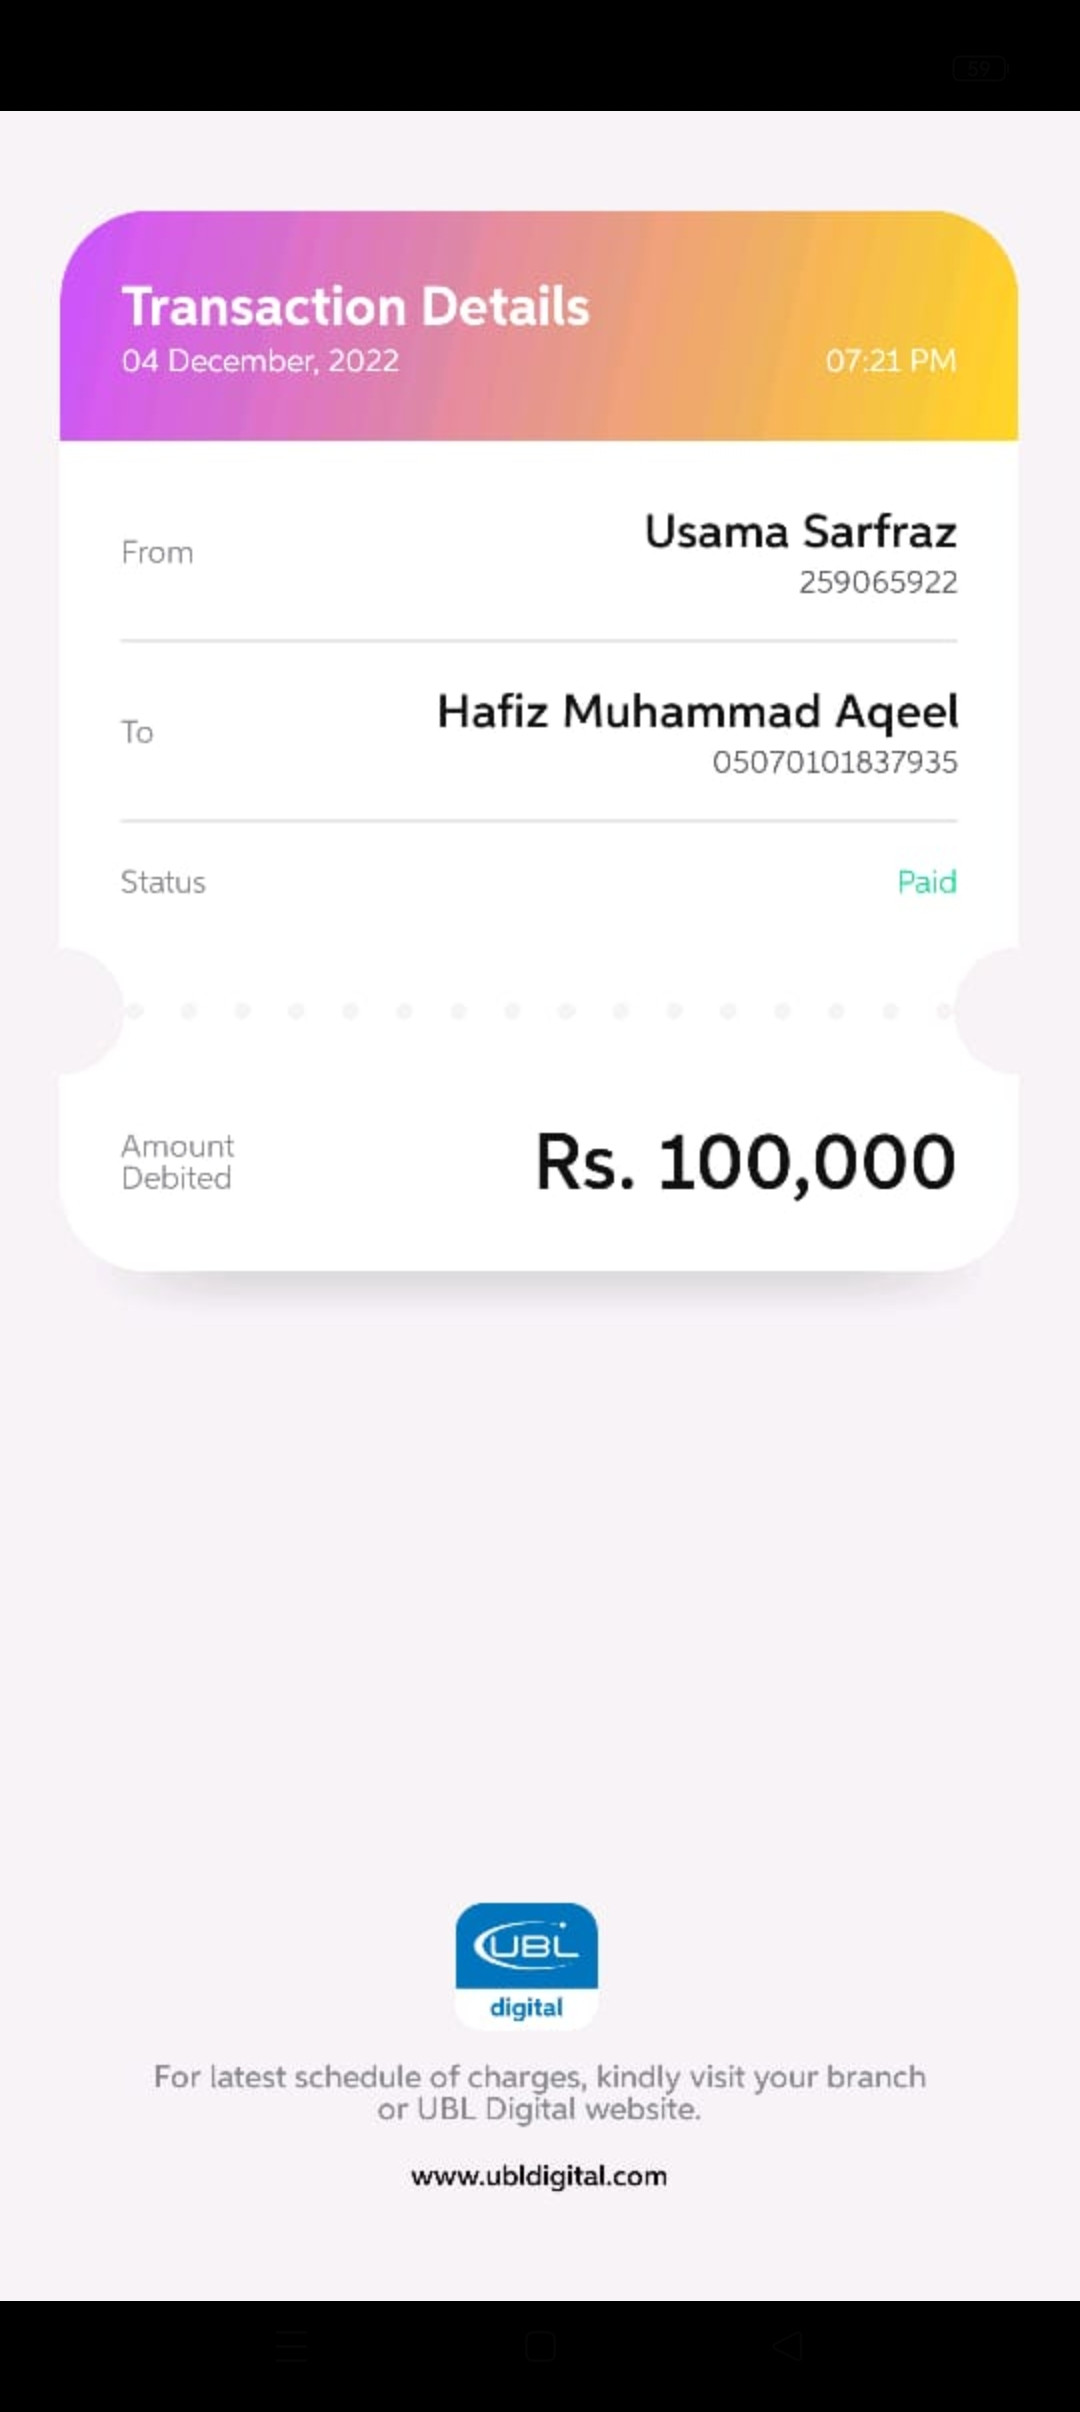 59
Transaction Details
04 December, 2022 07:21 PM
From Usama Sarfraz
259065922
To Hafiz Muhammad Aqeel
05070101837935
Status Paid
Amount
Debited Rs. 100,000
UBL
digital
For latest schedule of charges, kindly visit your branch
or UBL Digital website.
www.ubldigital.com